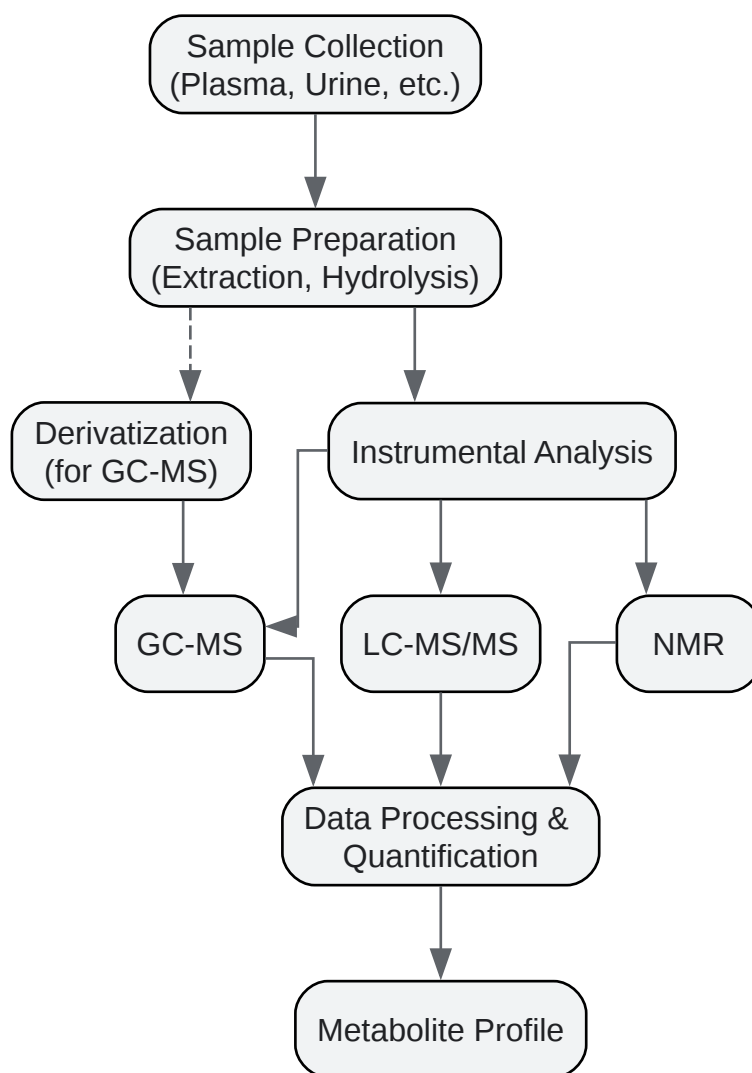 Sample Collection
(Plasma, Urine, etc.)
Sample Preparation
(Extraction, Hydrolysis)
Derivatization
(for GC-MS)
Instrumental Analysis
GC-MS
LC-MS/MS
NMR
Data Processing &
Quantification
Metabolite Profile